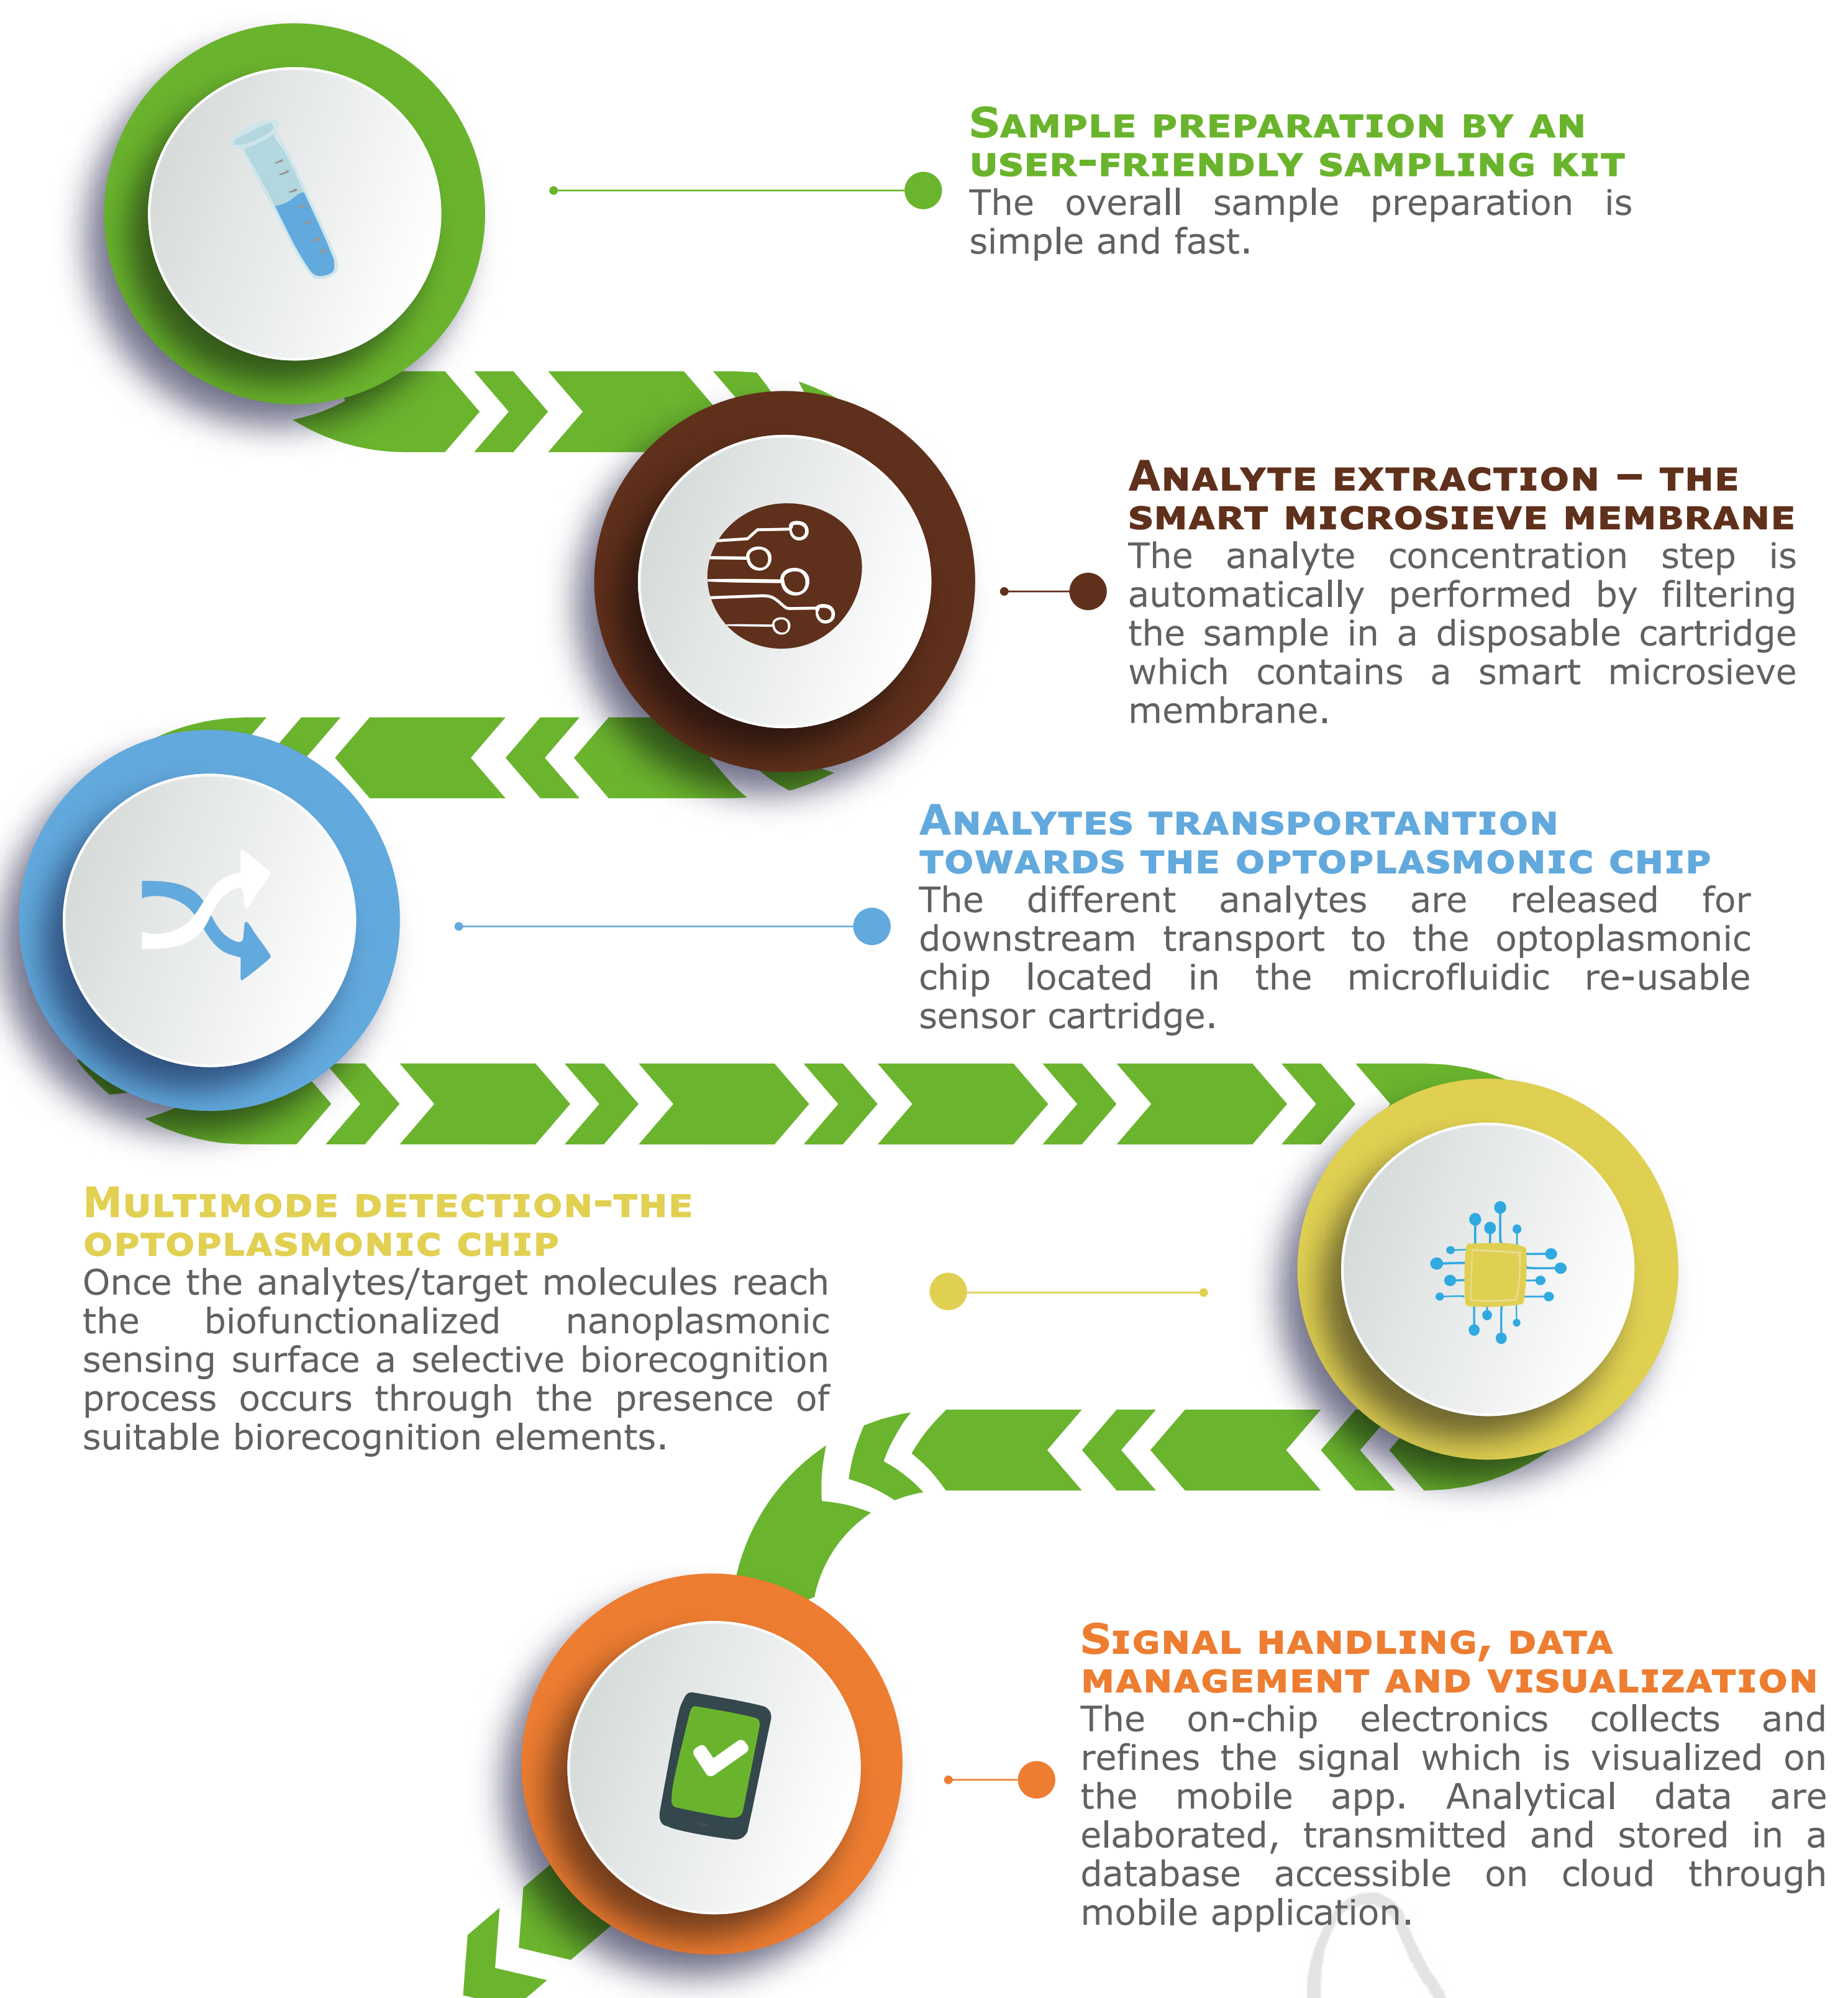 Sample preparation by an
user-friendly sampling kit
The overall sample preparation is
simple and fast.
Analyte extraction – the
smart microsieve membrane
The analyte concentration step is
automatically performed by filtering
the sample in a disposable cartridge
which contains a smart microsieve
membrane.
Analytes transportantion
towards the optoplasmonic chip
The different analytes are released for
downstream transport to the optoplasmonic
chip located in the microfluidic re-usable
sensor cartridge.
Multimode detection-the
optoplasmonic chip
Once the analytes/target molecules reach
the biofunctionalized nanoplasmonic
sensing surface a selective biorecognition
process occurs through the presence of
suitable biorecognition elements.
Signal handling, data
management and visualization
The on-chip electronics collects and
refines the signal which is visualized on
the mobile app. Analytical data are
elaborated, transmitted and stored in a
database accessible on cloud through
mobile application.